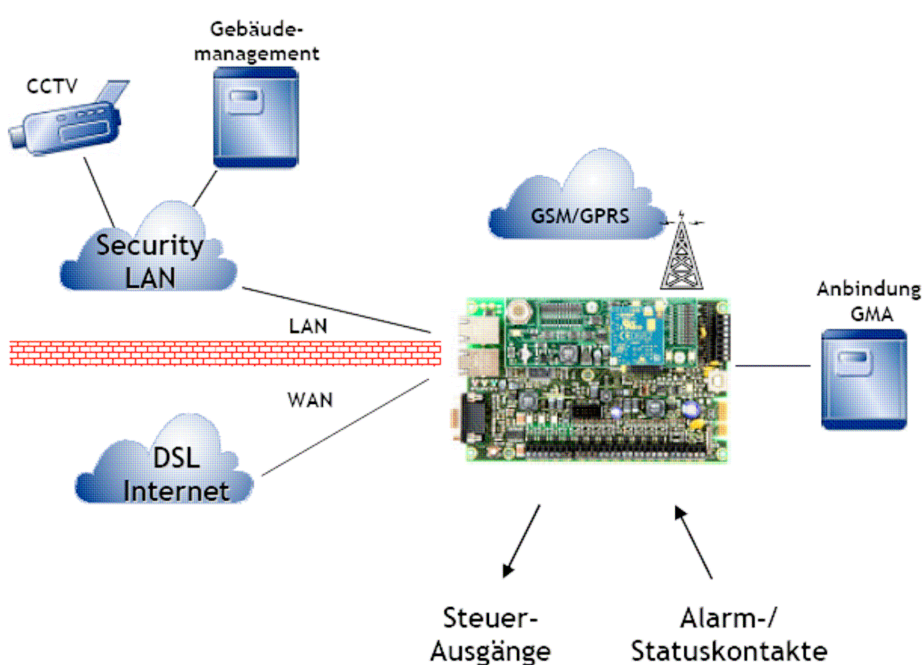 Gebäude-
management
CCTV
GSM/GPRS
Security
LAN
Anbindung
GMA
LAN
WAN
DSL
Internet
Steuer-
Ausgänge
Alarm-/
Statuskontakte